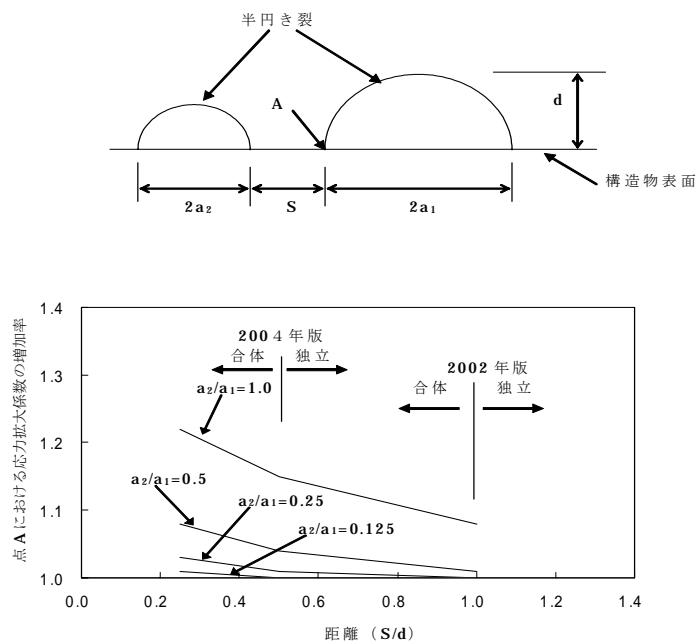 半円き裂
A
d
2a₂
S
2a₁
構造物表面
1.4
1.3
1.2
1.1
1.0
点Aにおける応力拡大係数の増加率
2004年版
合体 独立
2002年版
合体 独立
a₂/a₁=1.0
a₂/a₁=0.5
a₂/a₁=0.25
a₂/a₁=0.125
0.0 0.2 0.4 0.6 0.8 1.0 1.2 1.4
距離（S/d）